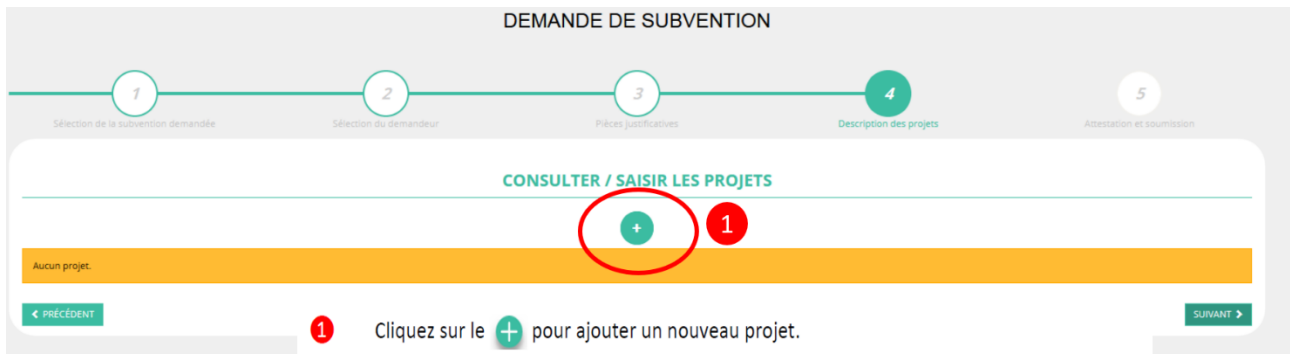 DEMANDE DE SUBVENTION
1 2 3 4 5
Sélection de la subvention demandée Sélection du demandeur Pièces justificatives Description des projets Attestation et soumission
CONSULTER / SAISIR LES PROJETS
+ 1
Aucun projet.
PRÉCÉDENT SUIVANT
1 Cliquez sur le + pour ajouter un nouveau projet.